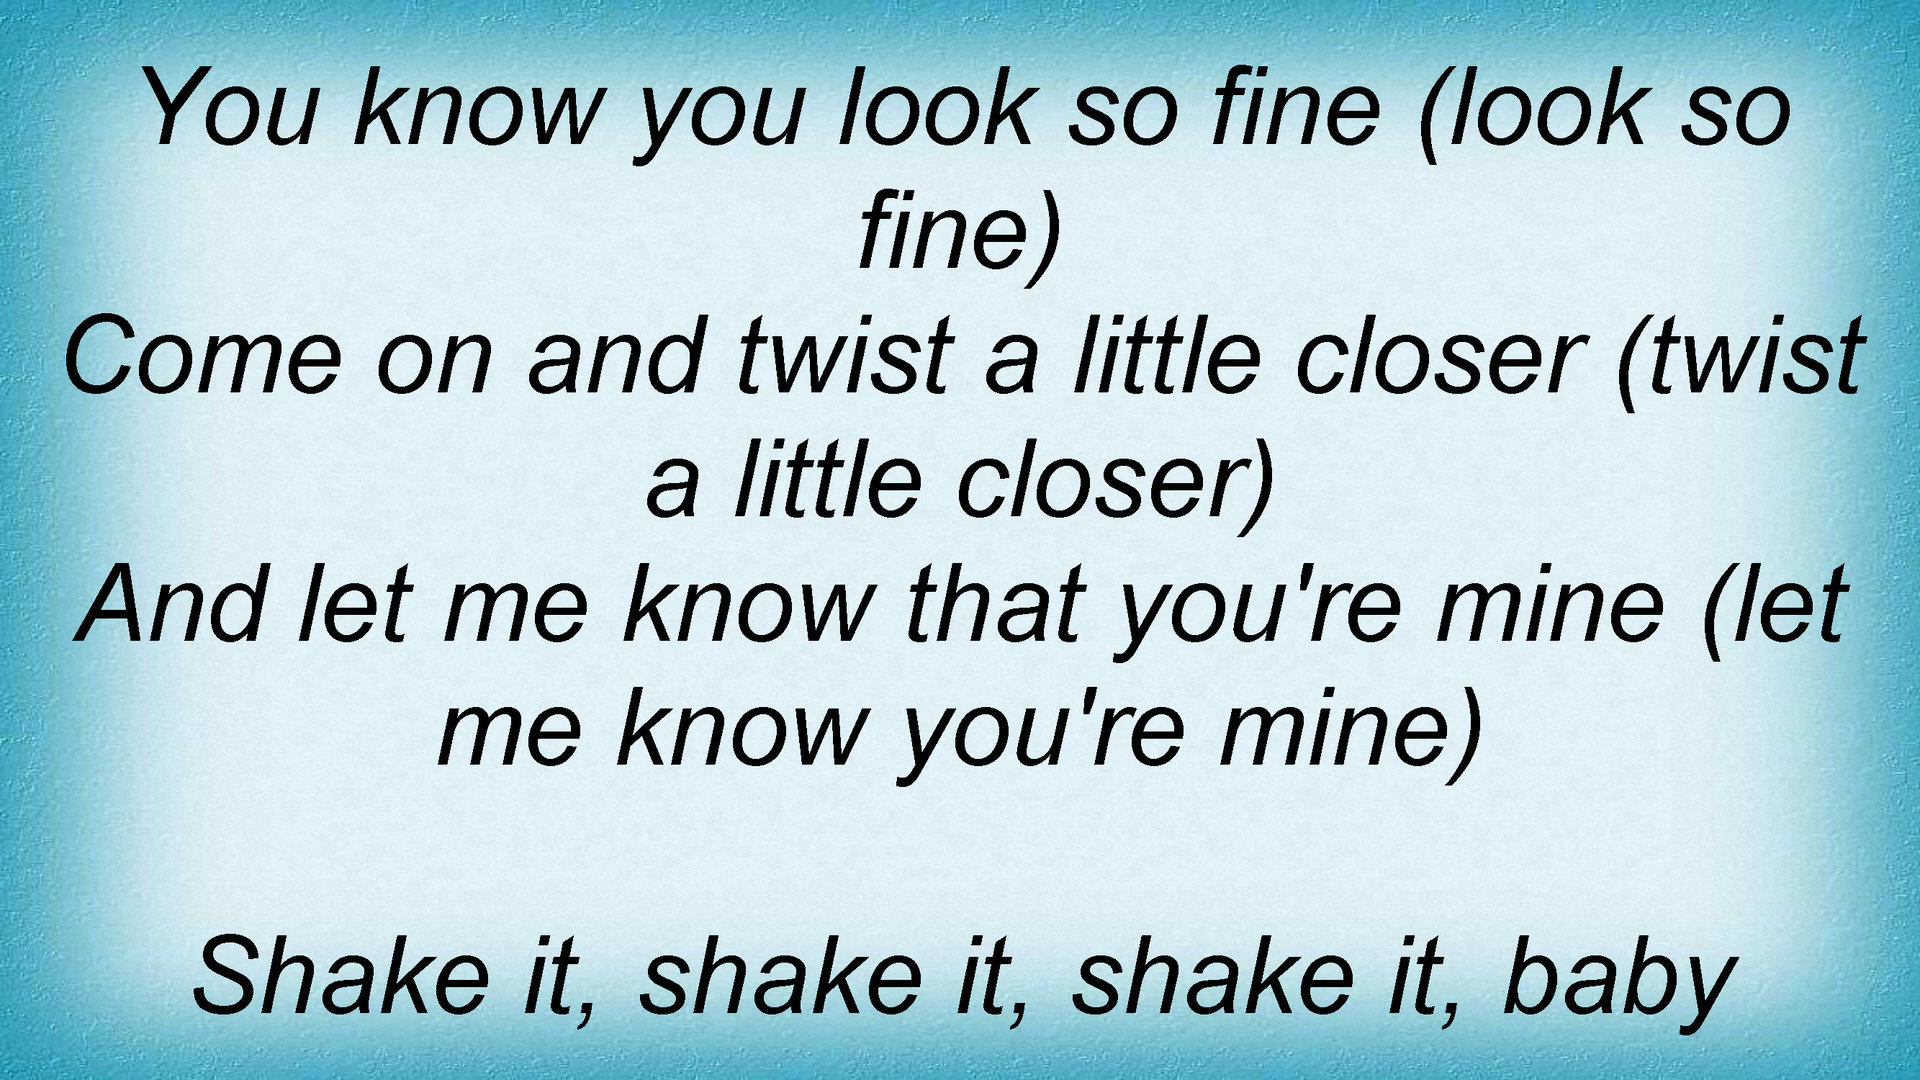 You know you look so fine (look so
fine)
Come on and twist a little closer (twist
a little closer)
And let me know that you're mine (let
me know you're mine)
Shake it, shake it, shake it, baby